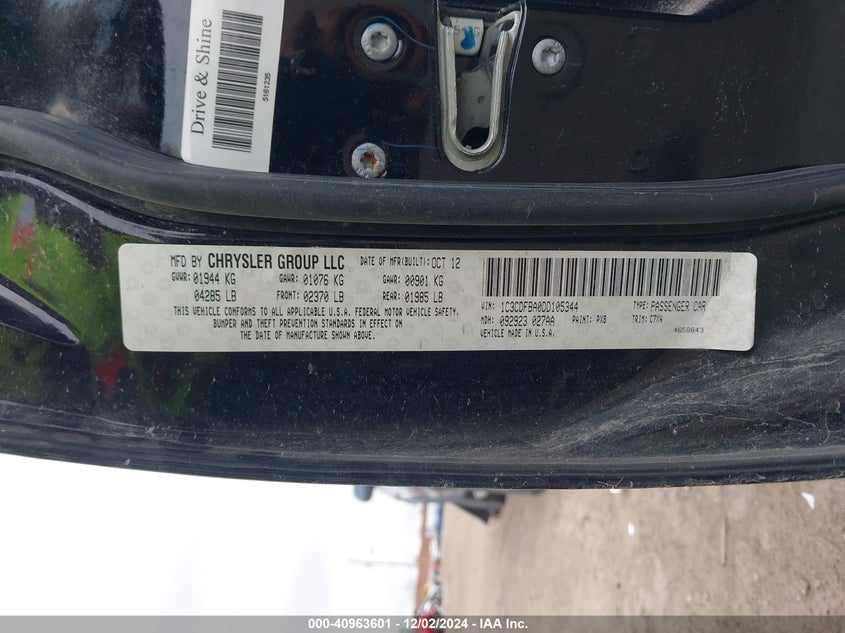 Drive & Shine
5161235
MFD BY CHRYSLER GROUP LLC
DATE OF MFR(BUILT): OCT 12
GVWR: 01944 KG GAWR: 01076 KG GAWR: 00901 KG
04285 LB FRONT: 02370 LB REAR: 01985 LB
THIS VEHICLE CONFORMS TO ALL APPLICABLE U.S.A. FEDERAL MOTOR VEHICLE SAFETY,
BUMPER AND THEFT PREVENTION STANDARDS IN EFFECT ON
THE DATE OF MANUFACTURE SHOWN ABOVE.
VIN: 1C3CDFBA0DD105344 TYPE: PASSENGER CAR
MDH: 092923 027AA PAINT: PXB TRIM: C7X4
VEHICLE MADE IN U.S.A. 4658843
000-40963601 - 12/02/2024 - IAA Inc.